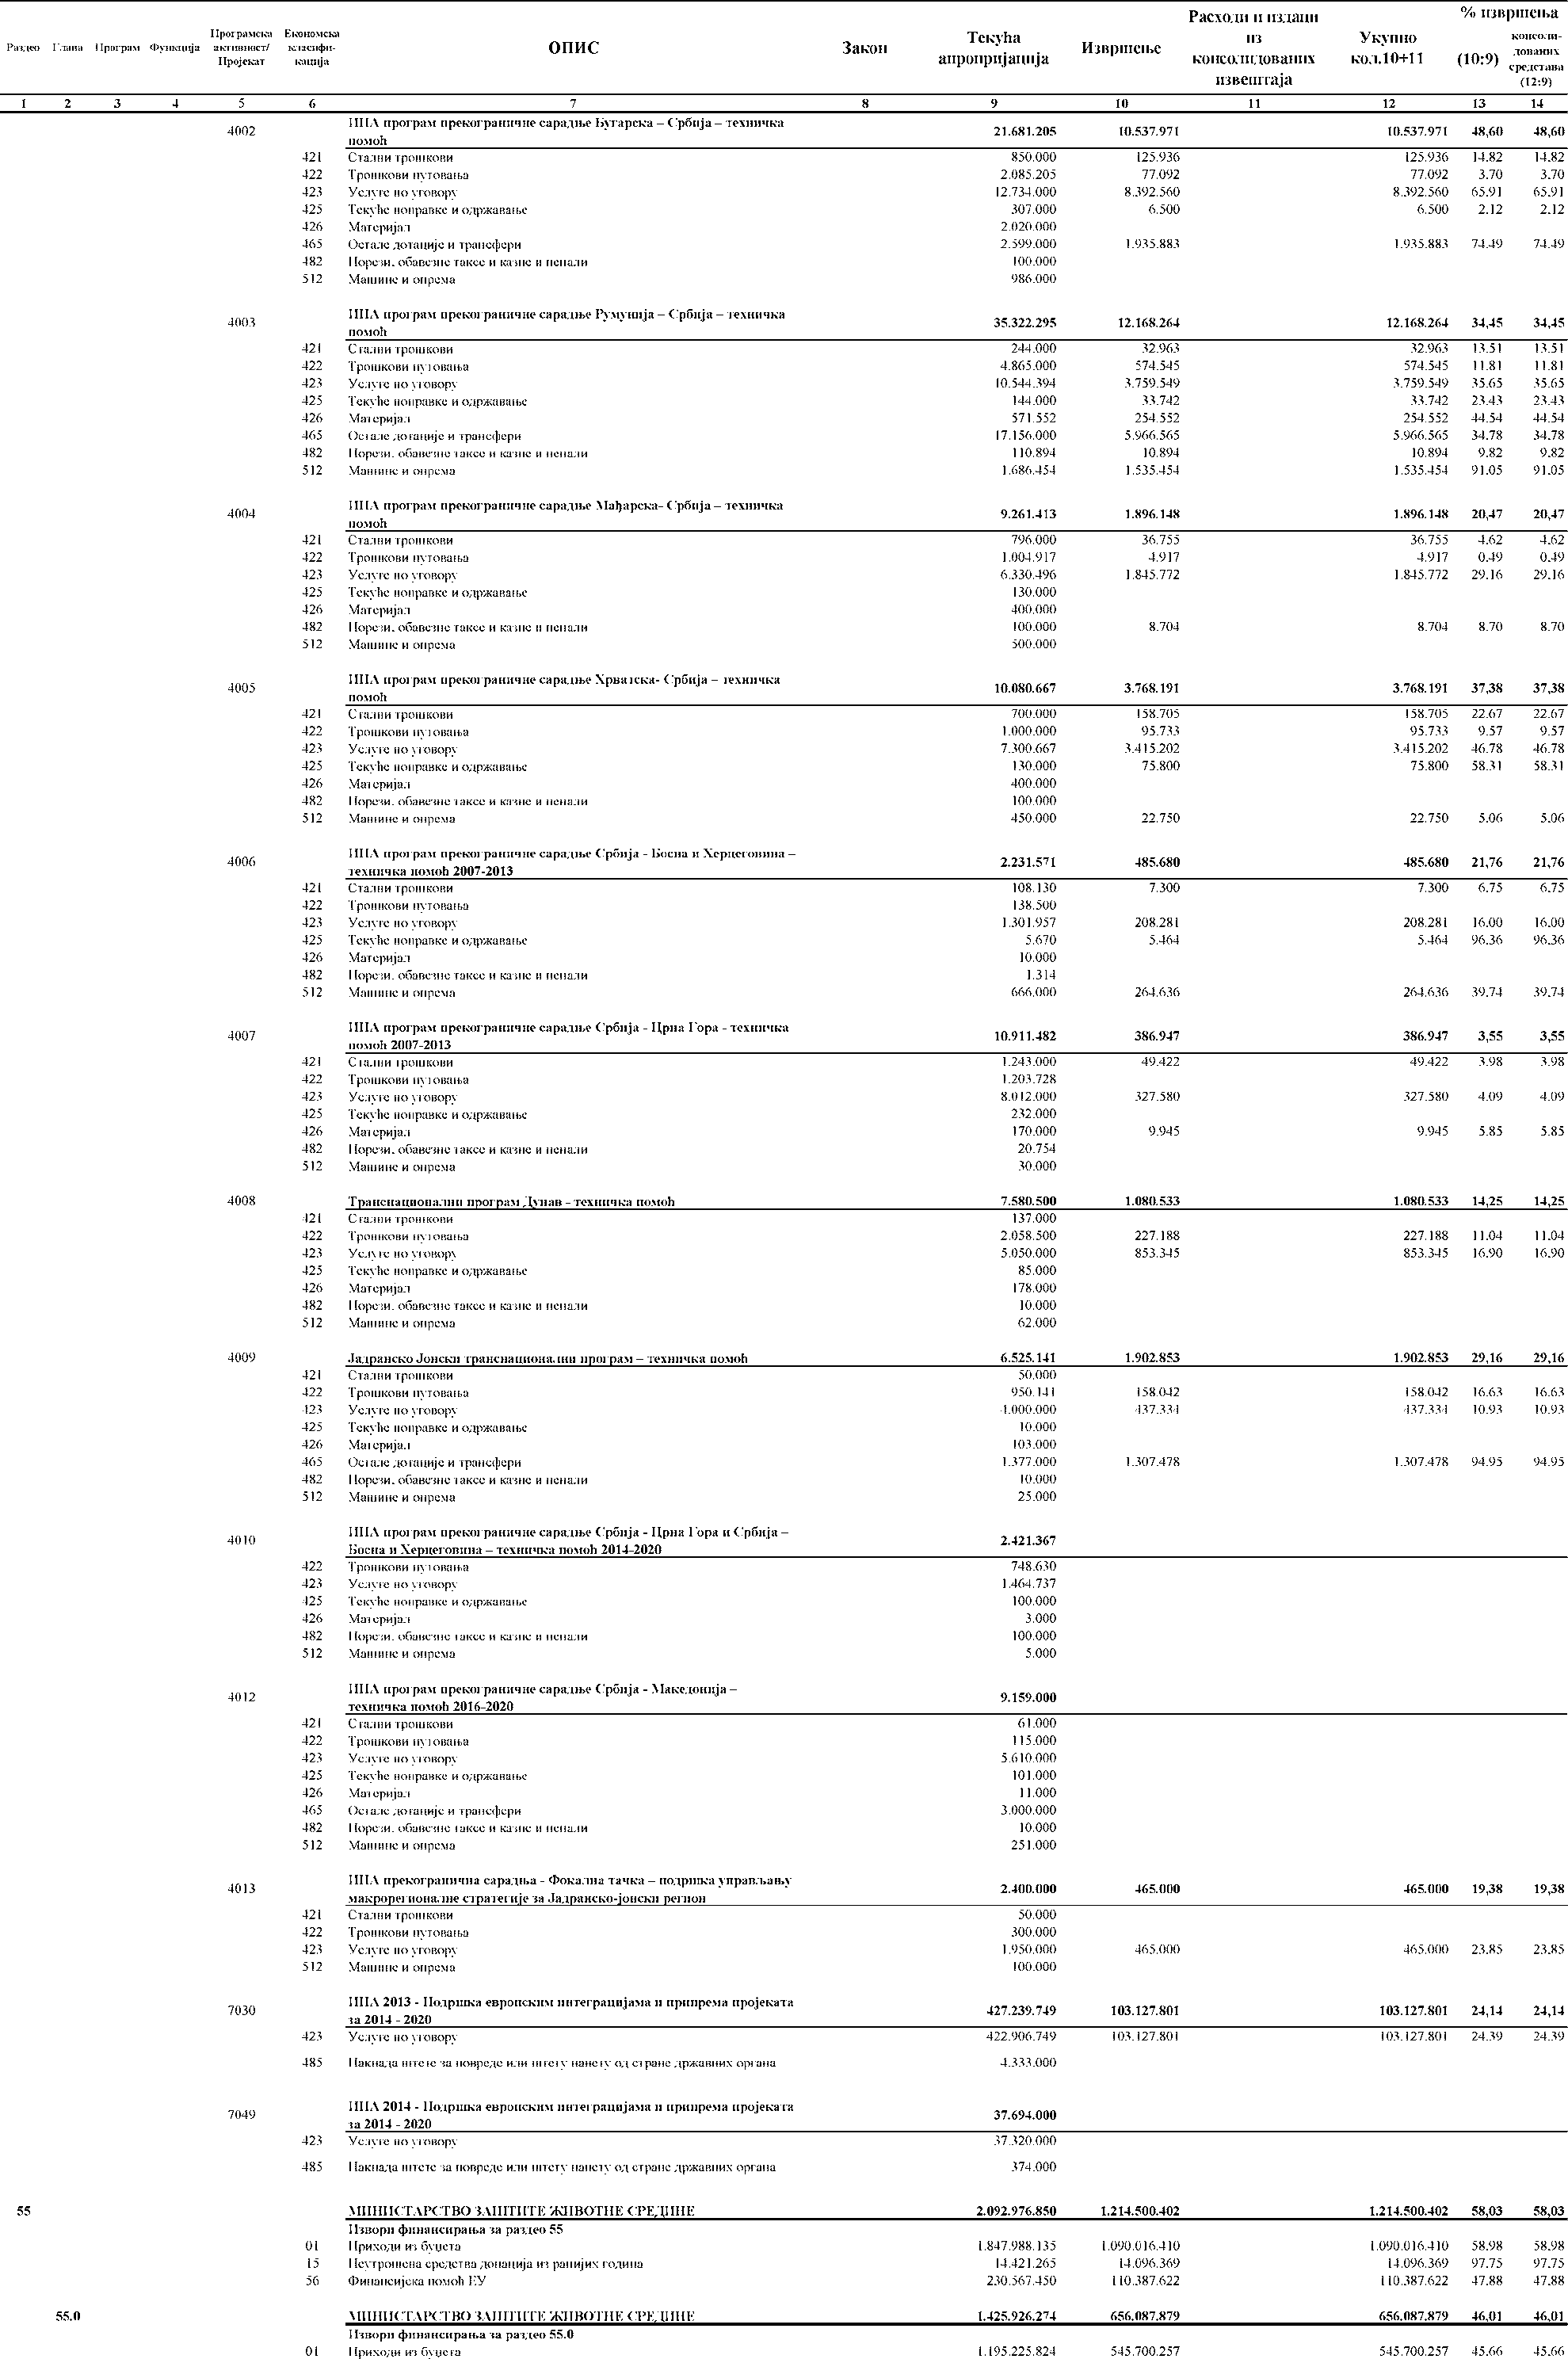 Раздео Глава Програм Функција Програмска активност/ Пројекат Економска класифи- кација ОПИС Закон Текућа апропријација Извршење Расходи и издаци из консолидованих извештаја Укупно кол.10+11 % извршења (10:9) консоли- дованих средстава (12:9)
1 2 3 4 5 6 7 8 9 10 11 12 13 14
4002 ИПА програм прекограничне сарадње Бугарска – Србија – техничка помоћ 21.681.205 10.537.971 10.537.971 48,60 48,60
421 Стални трошкови 850.000 125.936 125.936 14.82 14.82
422 Трошкови путовања 2.085.205 77.092 77.092 3.70 3.70
423 Услуге по уговору 12.734.000 8.392.560 8.392.560 65.91 65.91
425 Текуће поправке и одржавање 307.000 6.500 6.500 2.12 2.12
426 Материјал 2.020.000
465 Остале дотације и трансфери 2.599.000 1.935.883 1.935.883 74.49 74.49
482 Порези, обавезне таксе и казне и пенали 100.000
512 Машине и опрема 986.000
4003 ИПА програм прекограничне сарадње Румунија – Србија – техничка помоћ 35.322.295 12.168.264 12.168.264 34,45 34,45
421 Стални трошкови 244.000 32.963 32.963 13.51 13.51
422 Трошкови путовања 4.865.000 574.545 574.545 11.81 11.81
423 Услуге по уговору 10.544.394 3.759.549 3.759.549 35.65 35.65
425 Текуће поправке и одржавање 144.000 33.742 33.742 23.43 23.43
426 Материјал 571.552 254.552 254.552 44.54 44.54
465 Остале дотације и трансфери 17.156.000 5.966.565 5.966.565 34.78 34.78
482 Порези, обавезне таксе и казне и пенали 110.894 10.894 10.894 9.82 9.82
512 Машине и опрема 1.686.454 1.535.454 1.535.454 91.05 91.05
4004 ИПА програм прекограничне сарадње Мађарска- Србија – техничка помоћ 9.261.413 1.896.148 1.896.148 20,47 20,47
421 Стални трошкови 796.000 36.755 36.755 4.62 4.62
422 Трошкови путовања 1.004.917 4.917 4.917 0.49 0.49
423 Услуге по уговору 6.330.496 1.845.772 1.845.772 29.16 29.16
425 Текуће поправке и одржавање 130.000
426 Материјал 400.000
482 Порези, обавезне таксе и казне и пенали 100.000 8.704 8.704 8.70 8.70
512 Машине и опрема 500.000
4005 ИПА програм прекограничне сарадње Хрватска- Србија – техничка помоћ 10.080.667 3.768.191 3.768.191 37,38 37,38
421 Стални трошкови 700.000 158.705 158.705 22.67 22.67
422 Трошкови путовања 1.000.000 95.733 95.733 9.57 9.57
423 Услуге по уговору 7.300.667 3.415.202 3.415.202 46.78 46.78
425 Текуће поправке и одржавање 130.000 75.800 75.800 58.31 58.31
426 Материјал 400.000
482 Порези, обавезне таксе и казне и пенали 100.000
512 Машине и опрема 450.000 22.750 22.750 5.06 5.06
4006 ИПА програм прекограничне сарадње Србија - Босна и Херцеговина – техничка помоћ 2007-2013 2.231.571 485.680 485.680 21,76 21,76
421 Стални трошкови 108.130 7.300 7.300 6.75 6.75
422 Трошкови путовања 138.500
423 Услуге по уговору 1.301.957 208.281 208.281 16.00 16.00
425 Текуће поправке и одржавање 5.670 5.464 5.464 96.36 96.36
426 Материјал 10.000
482 Порези, обавезне таксе и казне и пенали 1.314
512 Машине и опрема 666.000 264.636 264.636 39.74 39.74
4007 ИПА програм прекограничне сарадње Србија - Црна Гора - техничка помоћ 2007-2013 10.911.482 386.947 386.947 3,55 3,55
421 Стални трошкови 1.243.000 49.422 49.422 3.98 3.98
422 Трошкови путовања 1.203.728
423 Услуге по уговору 8.012.000 327.580 327.580 4.09 4.09
425 Текуће поправке и одржавање 232.000
426 Материјал 170.000 9.945 9.945 5.85 5.85
482 Порези, обавезне таксе и казне и пенали 20.754
512 Машине и опрема 30.000
4008 Транснационални програм Дунав - техничка помоћ 7.580.500 1.080.533 1.080.533 14,25 14,25
421 Стални трошкови 137.000
422 Трошкови путовања 2.058.500 227.188 227.188 11.04 11.04
423 Услуге по уговору 5.050.000 853.345 853.345 16.90 16.90
425 Текуће поправке и одржавање 85.000
426 Материјал 178.000
482 Порези, обавезне таксе и казне и пенали 10.000
512 Машине и опрема 62.000
4009 Јадранско Јонски транснационални програм – техничка помоћ 6.525.141 1.902.853 1.902.853 29,16 29,16
421 Стални трошкови 50.000
422 Трошкови путовања 950.141 158.042 158.042 16.63 16.63
423 Услуге по уговору 4.000.000 437.334 437.334 10.93 10.93
425 Текуће поправке и одржавање 10.000
426 Материјал 103.000
465 Остале дотације и трансфери 1.377.000 1.307.478 1.307.478 94.95 94.95
482 Порези, обавезне таксе и казне и пенали 10.000
512 Машине и опрема 25.000
4010 ИПА програм прекограничне сарадње Србија - Црна Гора и Србија – Босна и Херцеговина – техничка помоћ 2014-2020 2.421.367
422 Трошкови путовања 748.630
423 Услуге по уговору 1.464.737
425 Текуће поправке и одржавање 100.000
426 Материјал 3.000
482 Порези, обавезне таксе и казне и пенали 100.000
512 Машине и опрема 5.000
4012 ИПА програм прекограничне сарадње Србија - Македонија – техничка помоћ 2016-2020 9.159.000
421 Стални трошкови 61.000
422 Трошкови путовања 115.000
423 Услуге по уговору 5.610.000
425 Текуће поправке и одржавање 101.000
426 Материјал 11.000
465 Остале дотације и трансфери 3.000.000
482 Порези, обавезне таксе и казне и пенали 10.000
512 Машине и опрема 251.000
4013 ИПА прекогранична сарадња - Фокална тачка – подршка управљању макрорегионалне стратегије за Јадранско-јонски регион 2.400.000 465.000 465.000 19,38 19,38
421 Стални трошкови 50.000
422 Трошкови путовања 300.000
423 Услуге по уговору 1.950.000 465.000 465.000 23.85 23.85
512 Машине и опрема 100.000
7030 ИПА 2013 - Подршка европским интеграцијама и припрема пројеката за 2014 - 2020 427.239.749 103.127.801 103.127.801 24,14 24,14
423 Услуге по уговору 422.906.749 103.127.801 103.127.801 24.39 24.39
485 Накнада штете за повреде или штету нанету од стране државних органа 4.333.000
7049 ИПА 2014 - Подршка европским интеграцијама и припрема пројеката за 2014 - 2020 37.694.000
423 Услуге по уговору 37.320.000
485 Накнада штете за повреде или штету нанету од стране државних органа 374.000
55 МИНИСТАРСТВО ЗАШТИТЕ ЖИВОТНЕ СРЕДИНЕ 2.092.976.850 1.214.500.402 1.214.500.402 58,03 58,03
Извори финансирања за раздео 55
01 Приходи из буџета 1.847.988.135 1.090.016.410 1.090.016.410 58.98 58.98
15 Неутрошена средства донација из ранијих година 14.421.265 14.096.369 14.096.369 97.75 97.75
56 Финансијска помоћ ЕУ 230.567.450 110.387.622 110.387.622 47.88 47.88
55.0 МИНИСТАРСТВО ЗАШТИТЕ ЖИВОТНЕ СРЕДИНЕ 1.425.926.274 656.087.879 656.087.879 46,01 46,01
Извори финансирања за раздео 55.0
01 Приходи из буџета 1.195.225.824 545.700.257 545.700.257 45.66 45.66